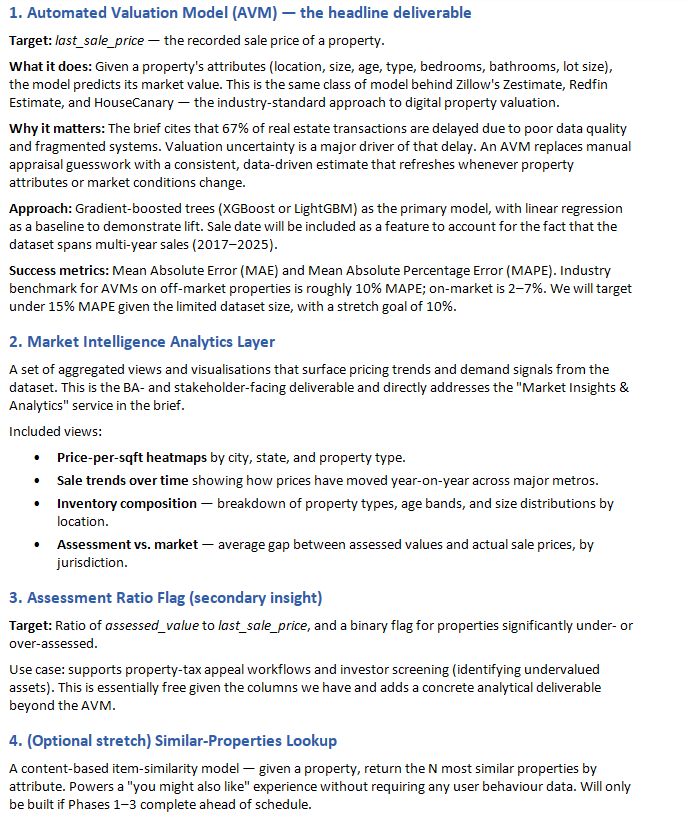 1. Automated Valuation Model (AVM) — the headline deliverable
Target: last_sale_price — the recorded sale price of a property.
What it does: Given a property's attributes (location, size, age, type, bedrooms, bathrooms, lot size),
the model predicts its market value. This is the same class of model behind Zillow's Zestimate, Redfin
Estimate, and HouseCanary — the industry-standard approach to digital property valuation.
Why it matters: The brief cites that 67% of real estate transactions are delayed due to poor data quality
and fragmented systems. Valuation uncertainty is a major driver of that delay. An AVM replaces manual
appraisal guesswork with a consistent, data-driven estimate that refreshes whenever property
attributes or market conditions change.
Approach: Gradient-boosted trees (XGBoost or LightGBM) as the primary model, with linear regression
as a baseline to demonstrate lift. Sale date will be included as a feature to account for the fact that the
dataset spans multi-year sales (2017–2025).
Success metrics: Mean Absolute Error (MAE) and Mean Absolute Percentage Error (MAPE). Industry
benchmark for AVMs on off-market properties is roughly 10% MAPE; on-market is 2–7%. We will target
under 15% MAPE given the limited dataset size, with a stretch goal of 10%.
2. Market Intelligence Analytics Layer
A set of aggregated views and visualisations that surface pricing trends and demand signals from the
dataset. This is the BA- and stakeholder-facing deliverable and directly addresses the "Market Insights &
Analytics" service in the brief.
Included views:
• Price-per-sqft heatmaps by city, state, and property type.
• Sale trends over time showing how prices have moved year-on-year across major metros.
• Inventory composition — breakdown of property types, age bands, and size distributions by
location.
• Assessment vs. market — average gap between assessed values and actual sale prices, by
jurisdiction.
3. Assessment Ratio Flag (secondary insight)
Target: Ratio of assessed_value to last_sale_price, and a binary flag for properties significantly under- or
over-assessed.
Use case: supports property-tax appeal workflows and investor screening (identifying undervalued
assets). This is essentially free given the columns we have and adds a concrete analytical deliverable
beyond the AVM.
4. (Optional stretch) Similar-Properties Lookup
A content-based item-similarity model — given a property, return the N most similar properties by
attribute. Powers a "you might also like" experience without requiring any user behaviour data. Will only
be built if Phases 1–3 complete ahead of schedule.